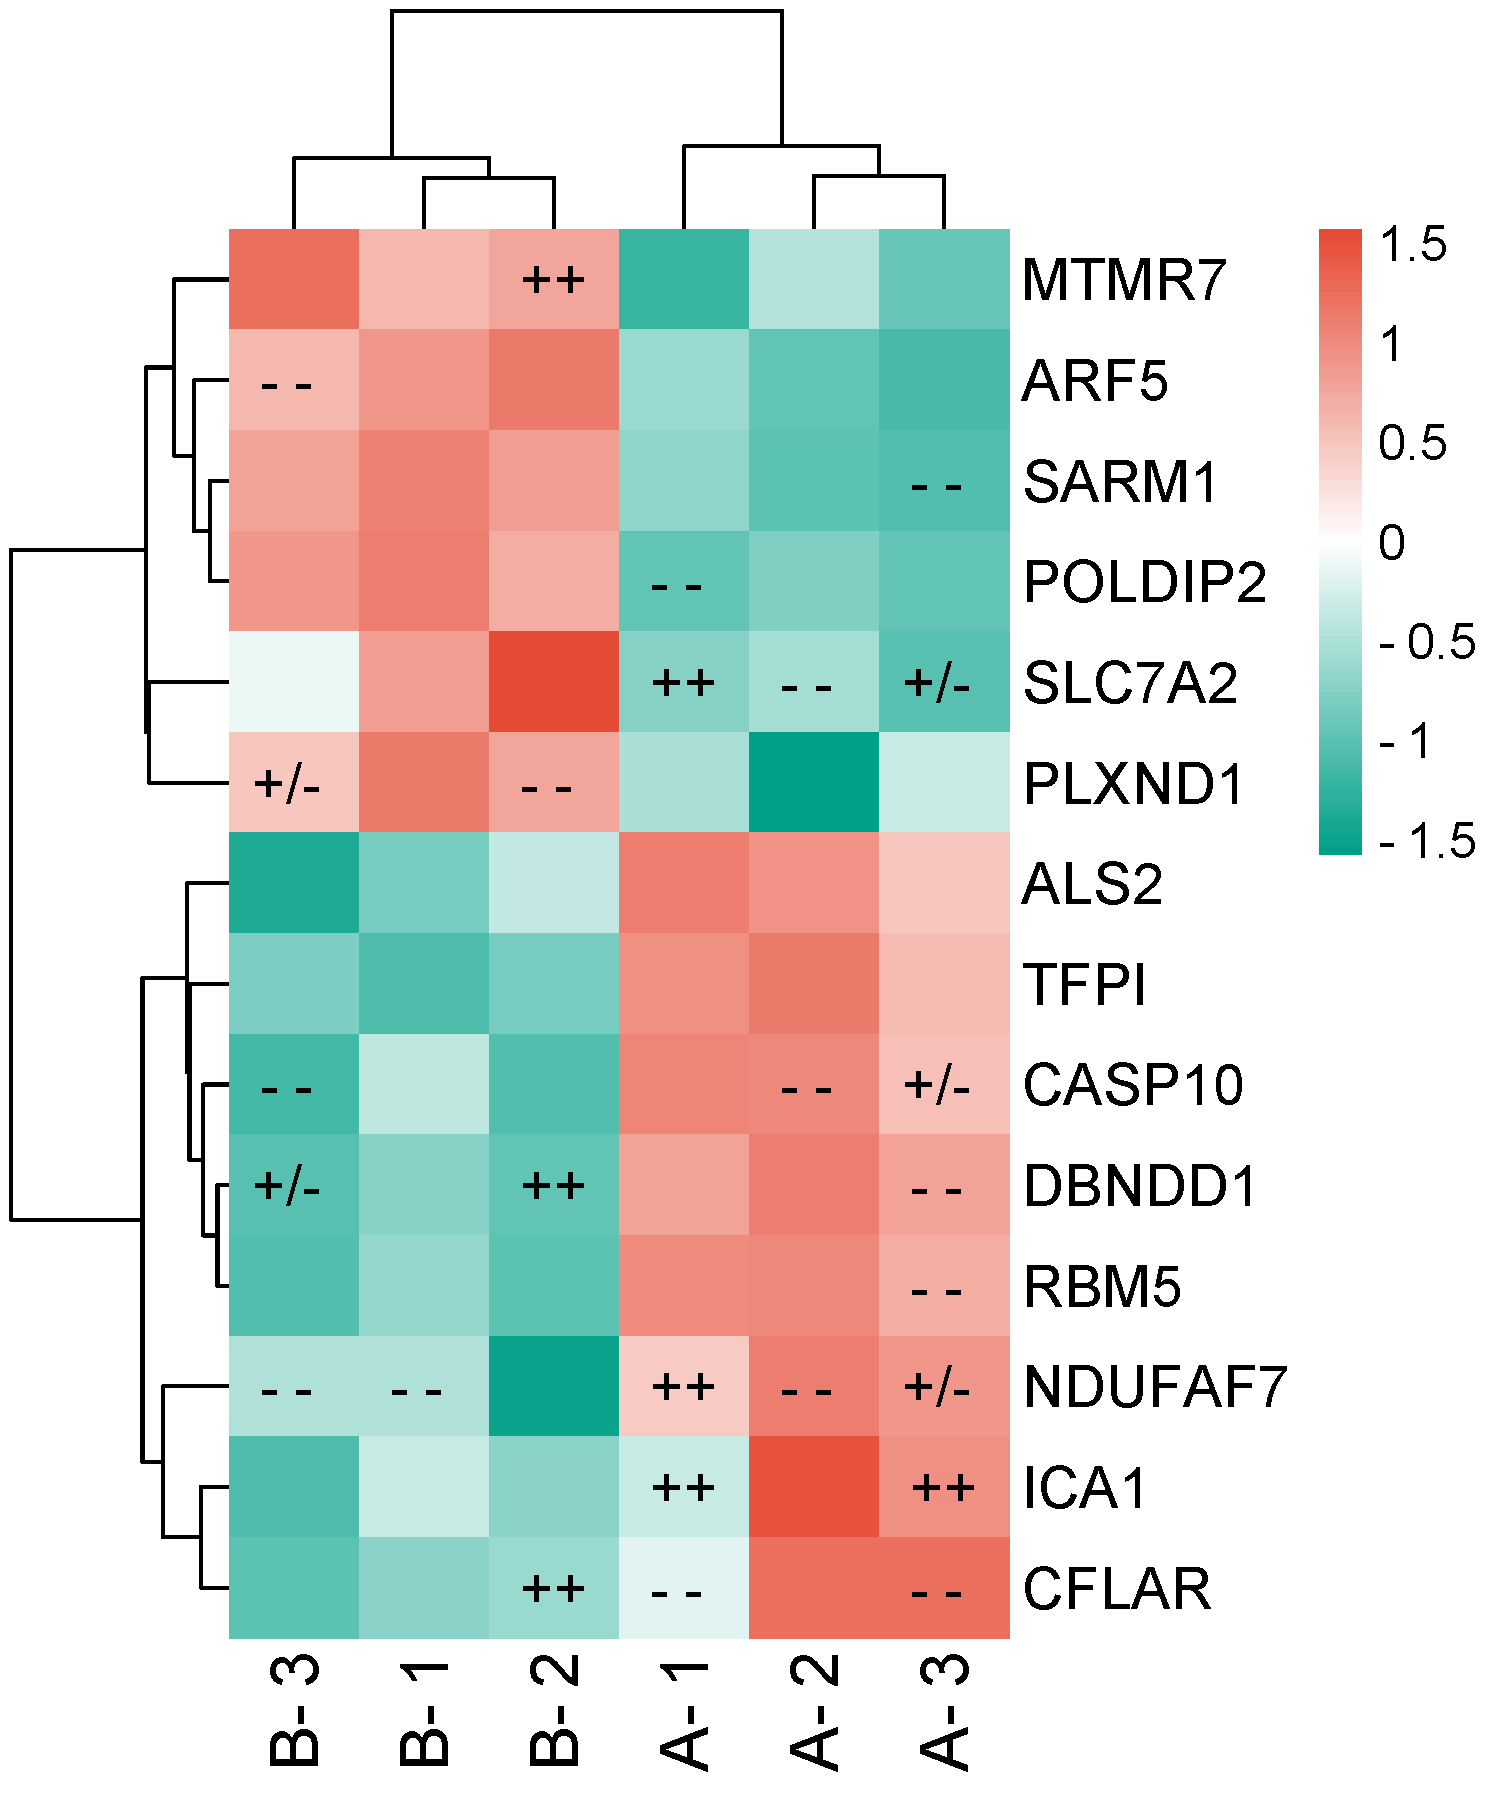 1.5
++ MTMR7
1
- - ARF5
0.5
- - SARM1
0
- - POLDIP2
- 0.5
++ - - +/- SLC7A2
- 1
+/- - - PLXND1
- 1.5
ALS2
TFPI
- - - - +/- CASP10
+/- ++ - - DBNDD1
- - RBM5
- - - - ++ - - +/- NDUFAF7
++ ++ ICA1
++ - - - - CFLAR
B- 3 B- 1 B- 2 A- 1 A- 2 A- 3